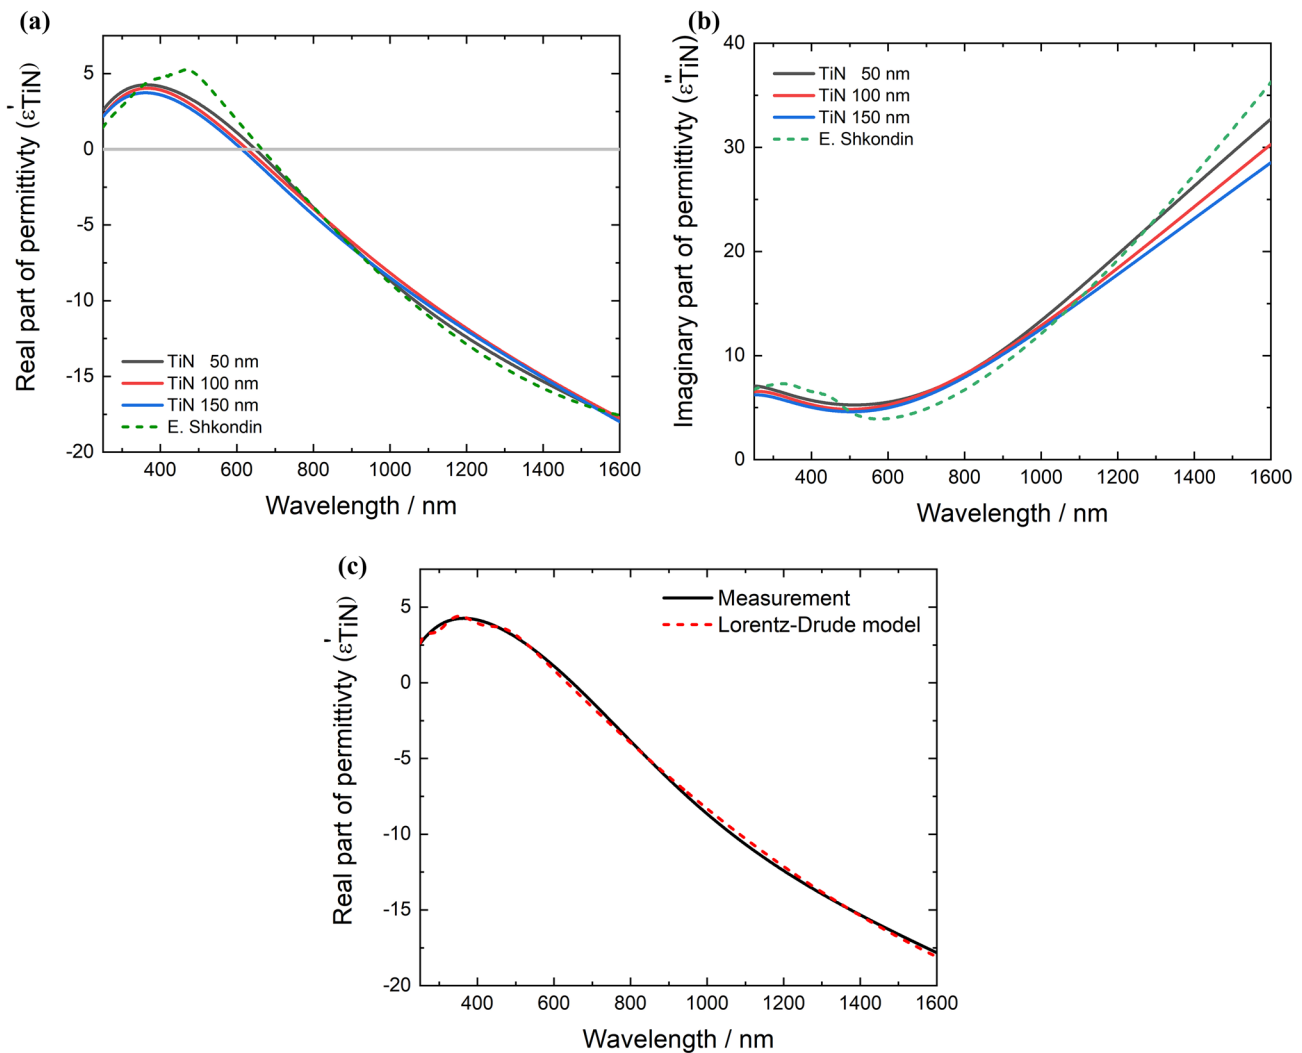 (a)
Real part of permittivty (ε'TiN)
5
0
-5
-10
-15
-20
400 600 800 1000 1200 1400 1600
Wavelength / nm
TiN 50 nm
TiN 100 nm
TiN 150 nm
E. Shkondin
(b)
Imaginary part of permittivty (ε"TiN)
40
30
20
10
0
400 600 800 1000 1200 1400 1600
Wavelength / nm
TiN 50 nm
TiN 100 nm
TiN 150 nm
E. Shkondin
(c)
Real part of permittivty (ε'TiN)
5
0
-5
-10
-15
-20
400 600 800 1000 1200 1400 1600
Wavelength / nm
Measurement
Lorentz-Drude model